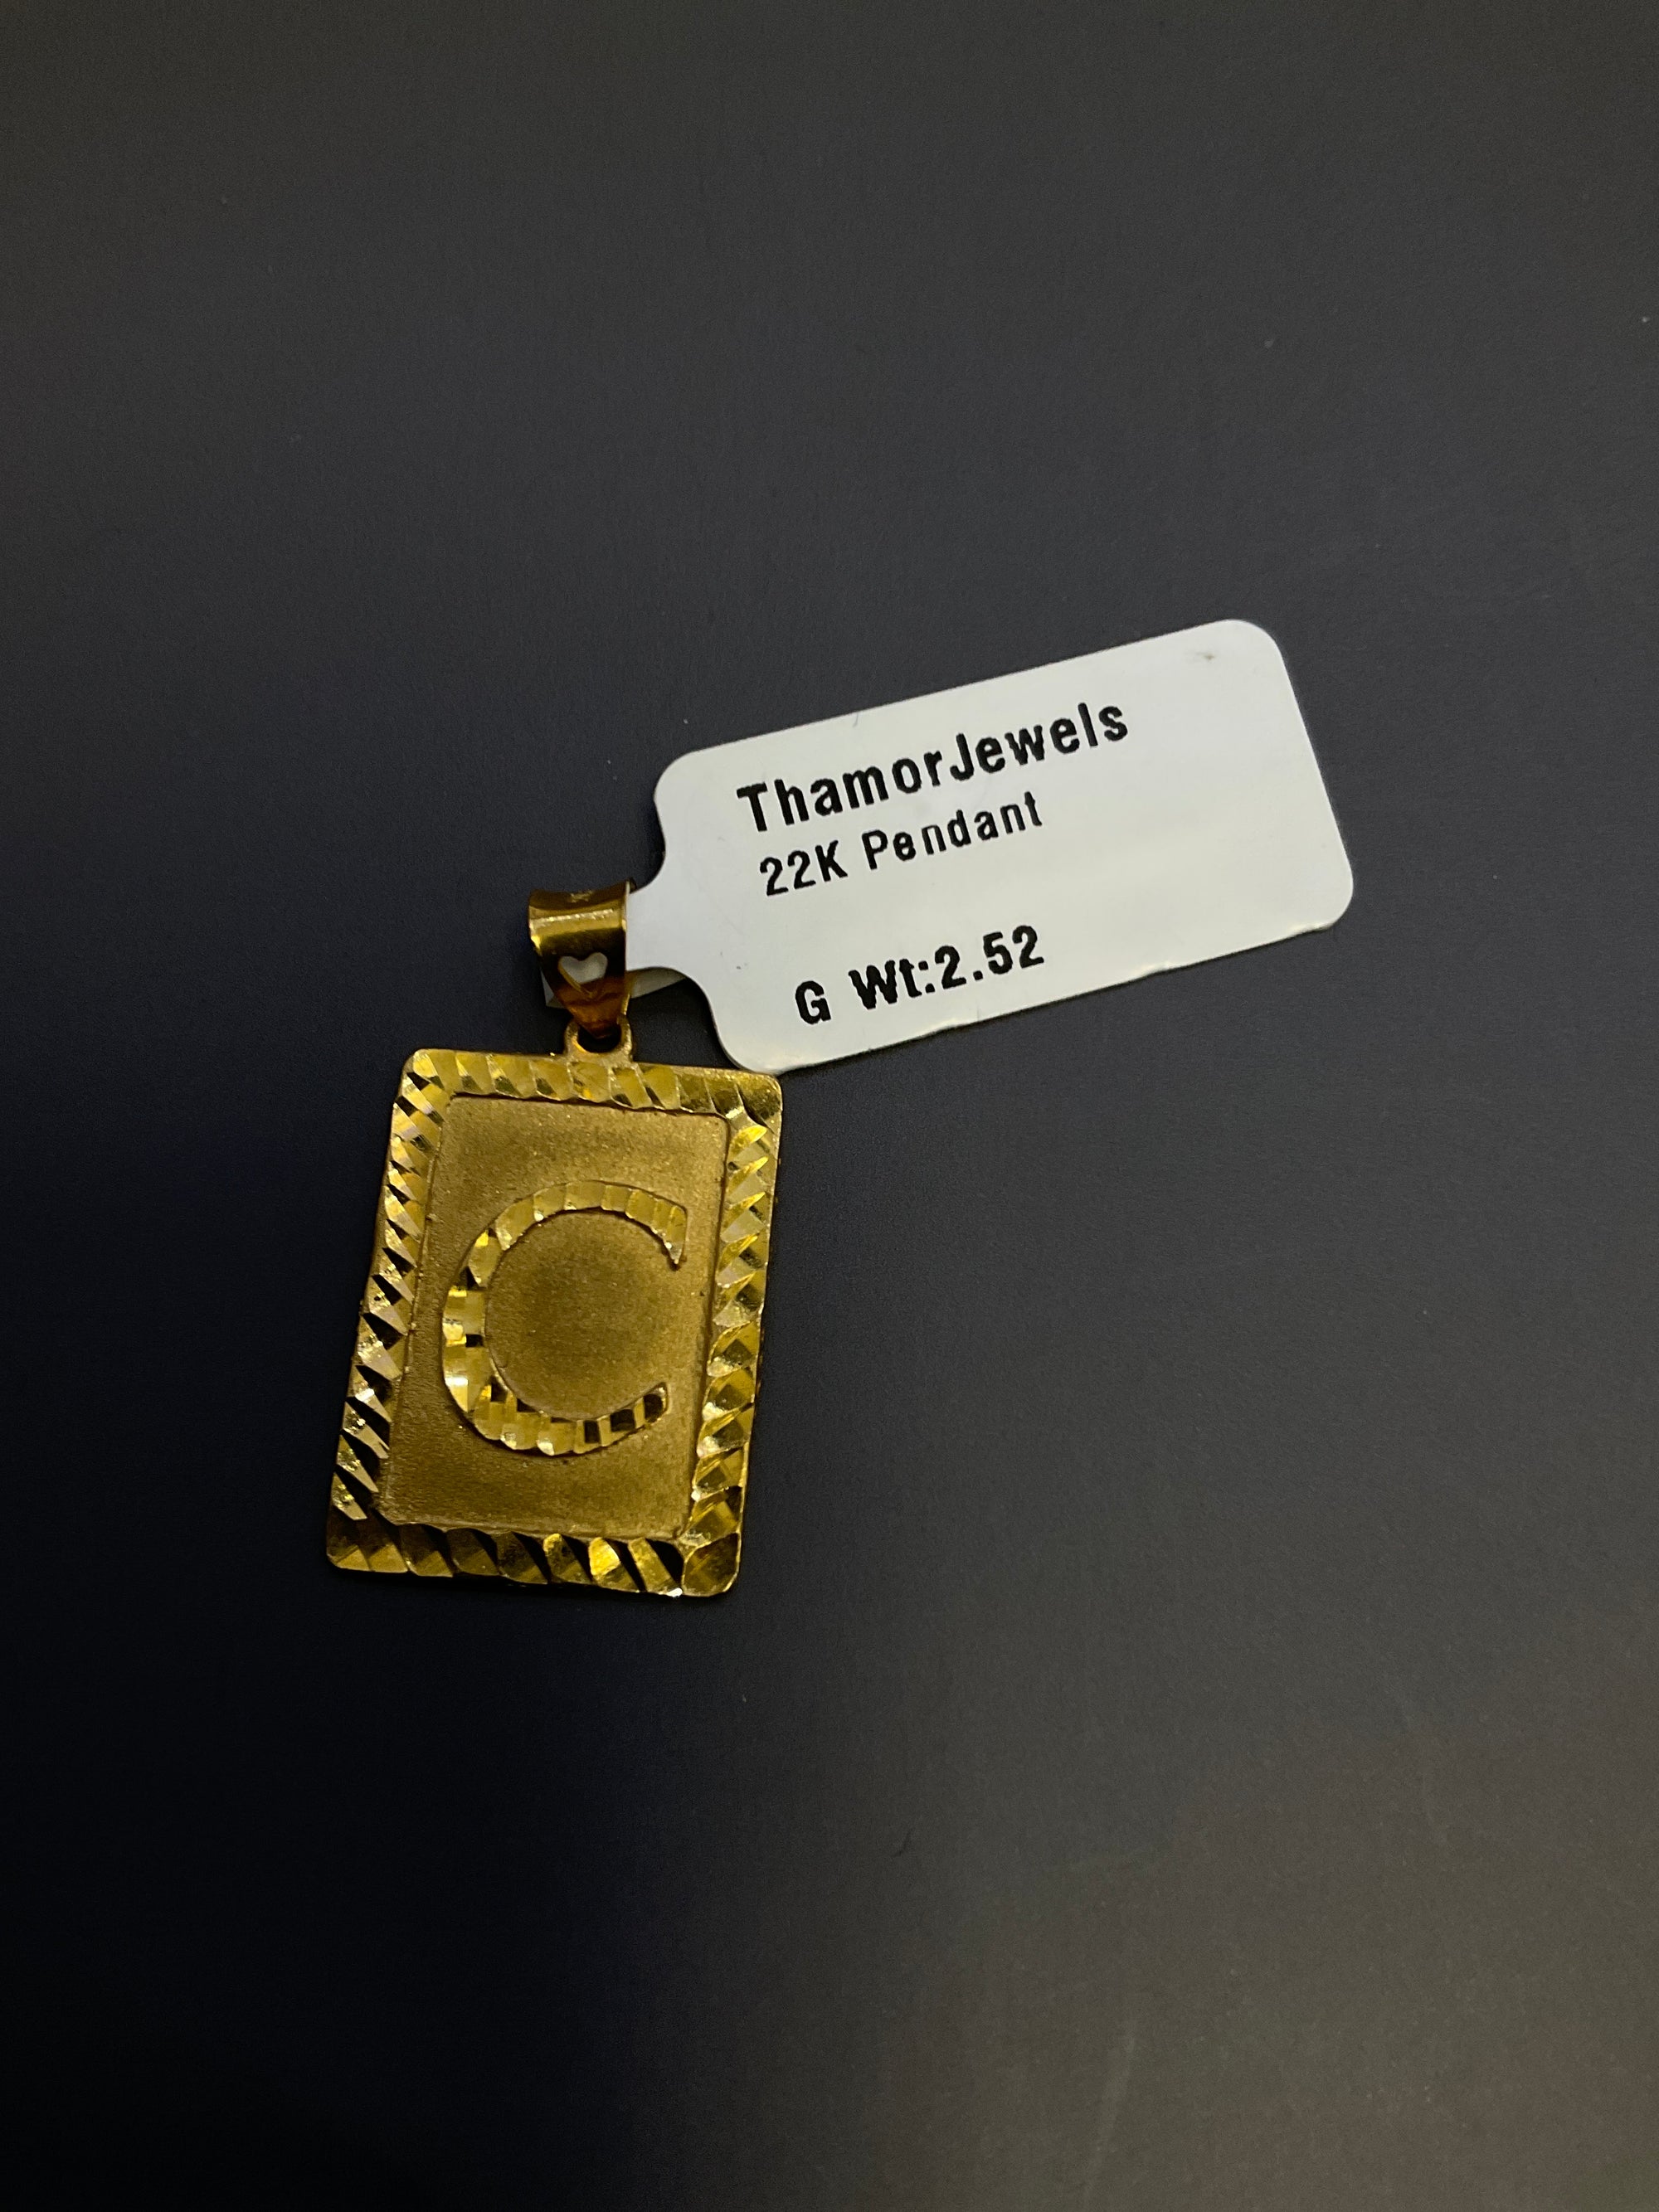 ThamorJewels
22K Pendant
G Wt:2.52
C